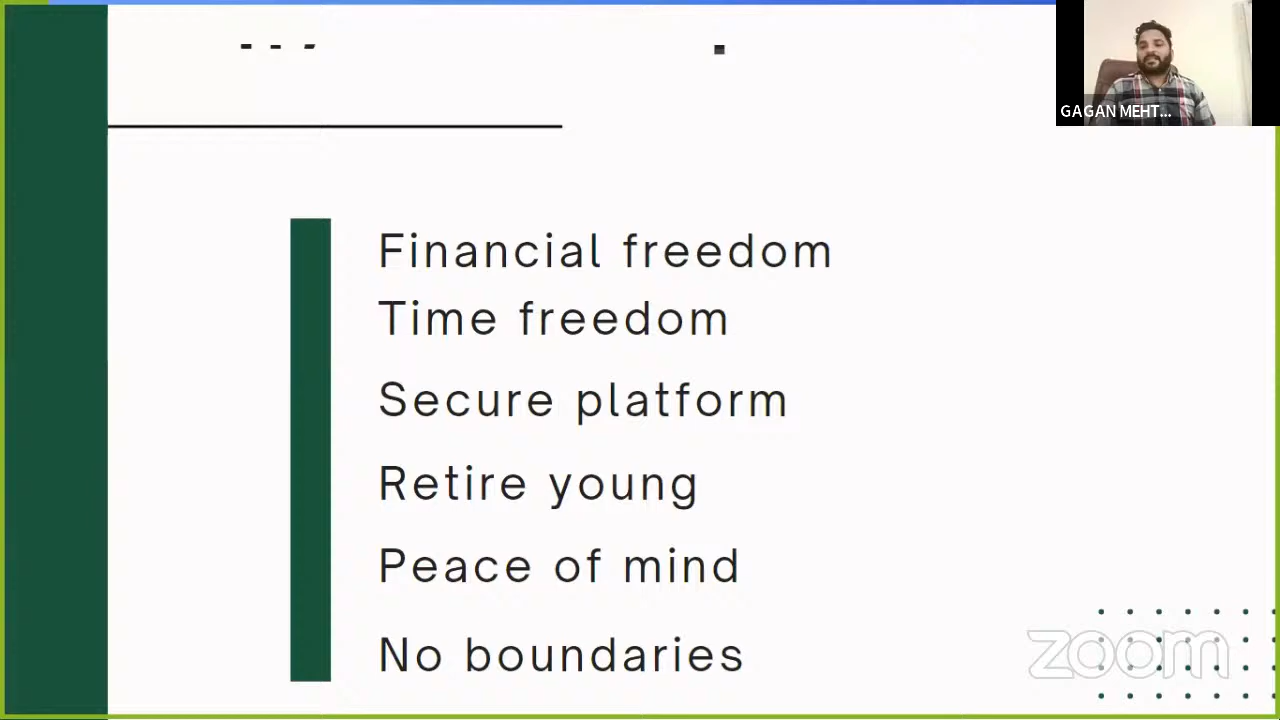 GAGAN MEHT...
Financial freedom
Time freedom
Secure platform
Retire young
Peace of mind
No boundaries
zoom